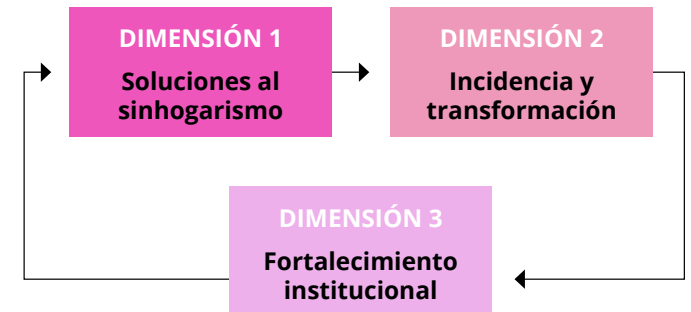 DIMENSIÓN 1
Soluciones al
sinhogarismo
DIMENSIÓN 2
Incidencia y
transformación
DIMENSIÓN 3
Fortalecimiento
institucional